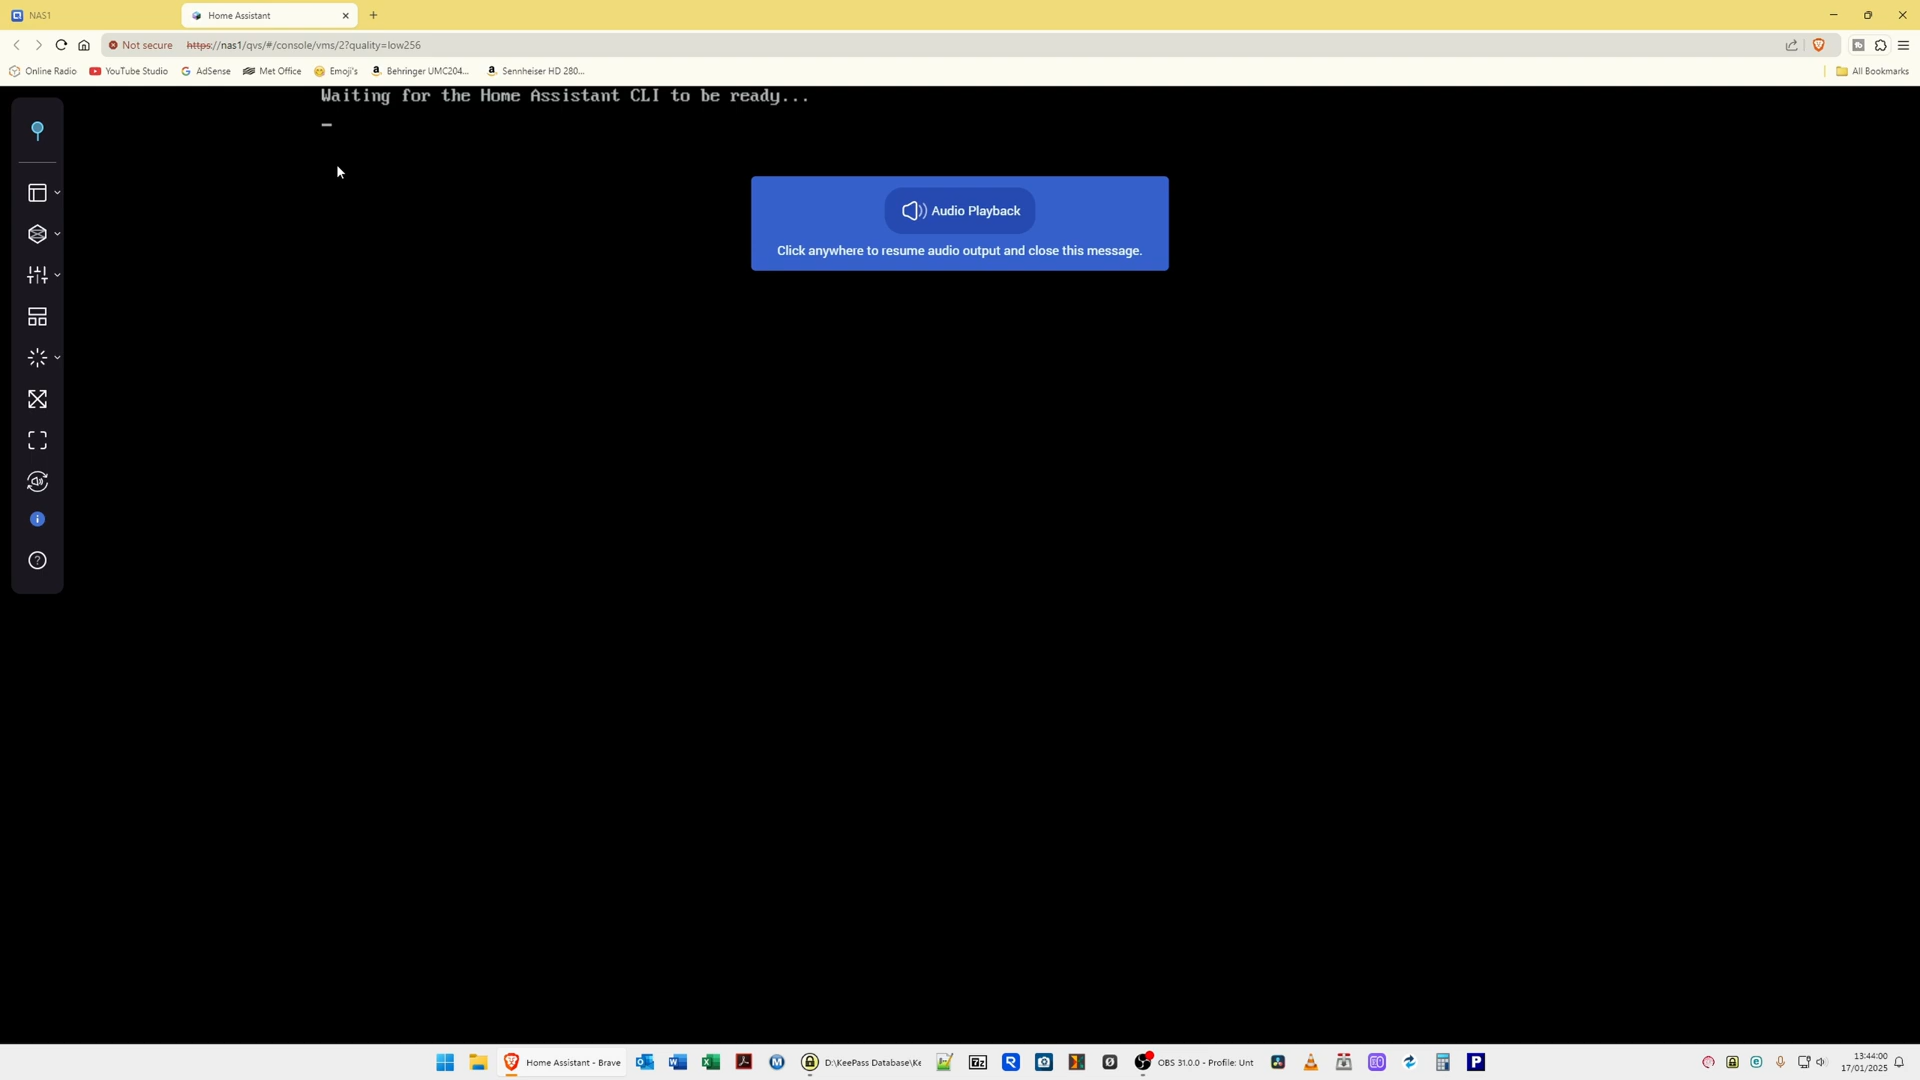 NAS1
Home Assistant
Not secure
https://nas1/qvs/#/console/vms/2?quality=low256
Online Radio
YouTube Studio
AdSense
Met Office
Emoji's
Behringer UMC204...
Sennheiser HD 280...
All Bookmarks
Waiting for the Home Assistant CLI to be ready...
Audio Playback
Click anywhere to resume audio output and close this message.
Home Assistant - Brave
D:\KeePass Database\Ke
OBS 31.0.0 - Profile: Unt
13:44:00
17/01/2025